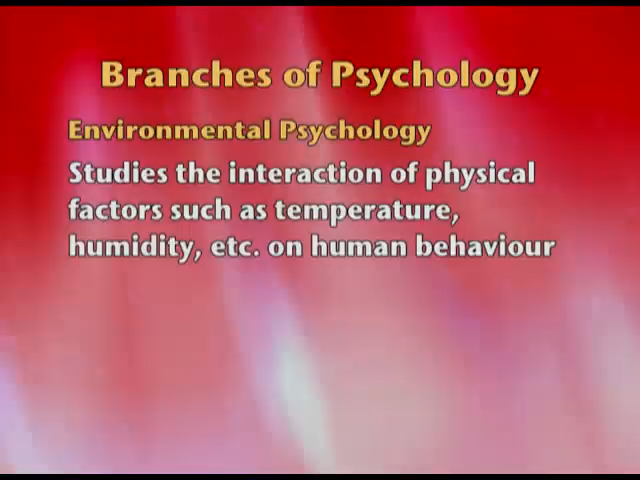 Branches of Psychology
Environmental Psychology
Studies the interaction of physical
factors such as temperature,
humidity, etc. on human behaviour